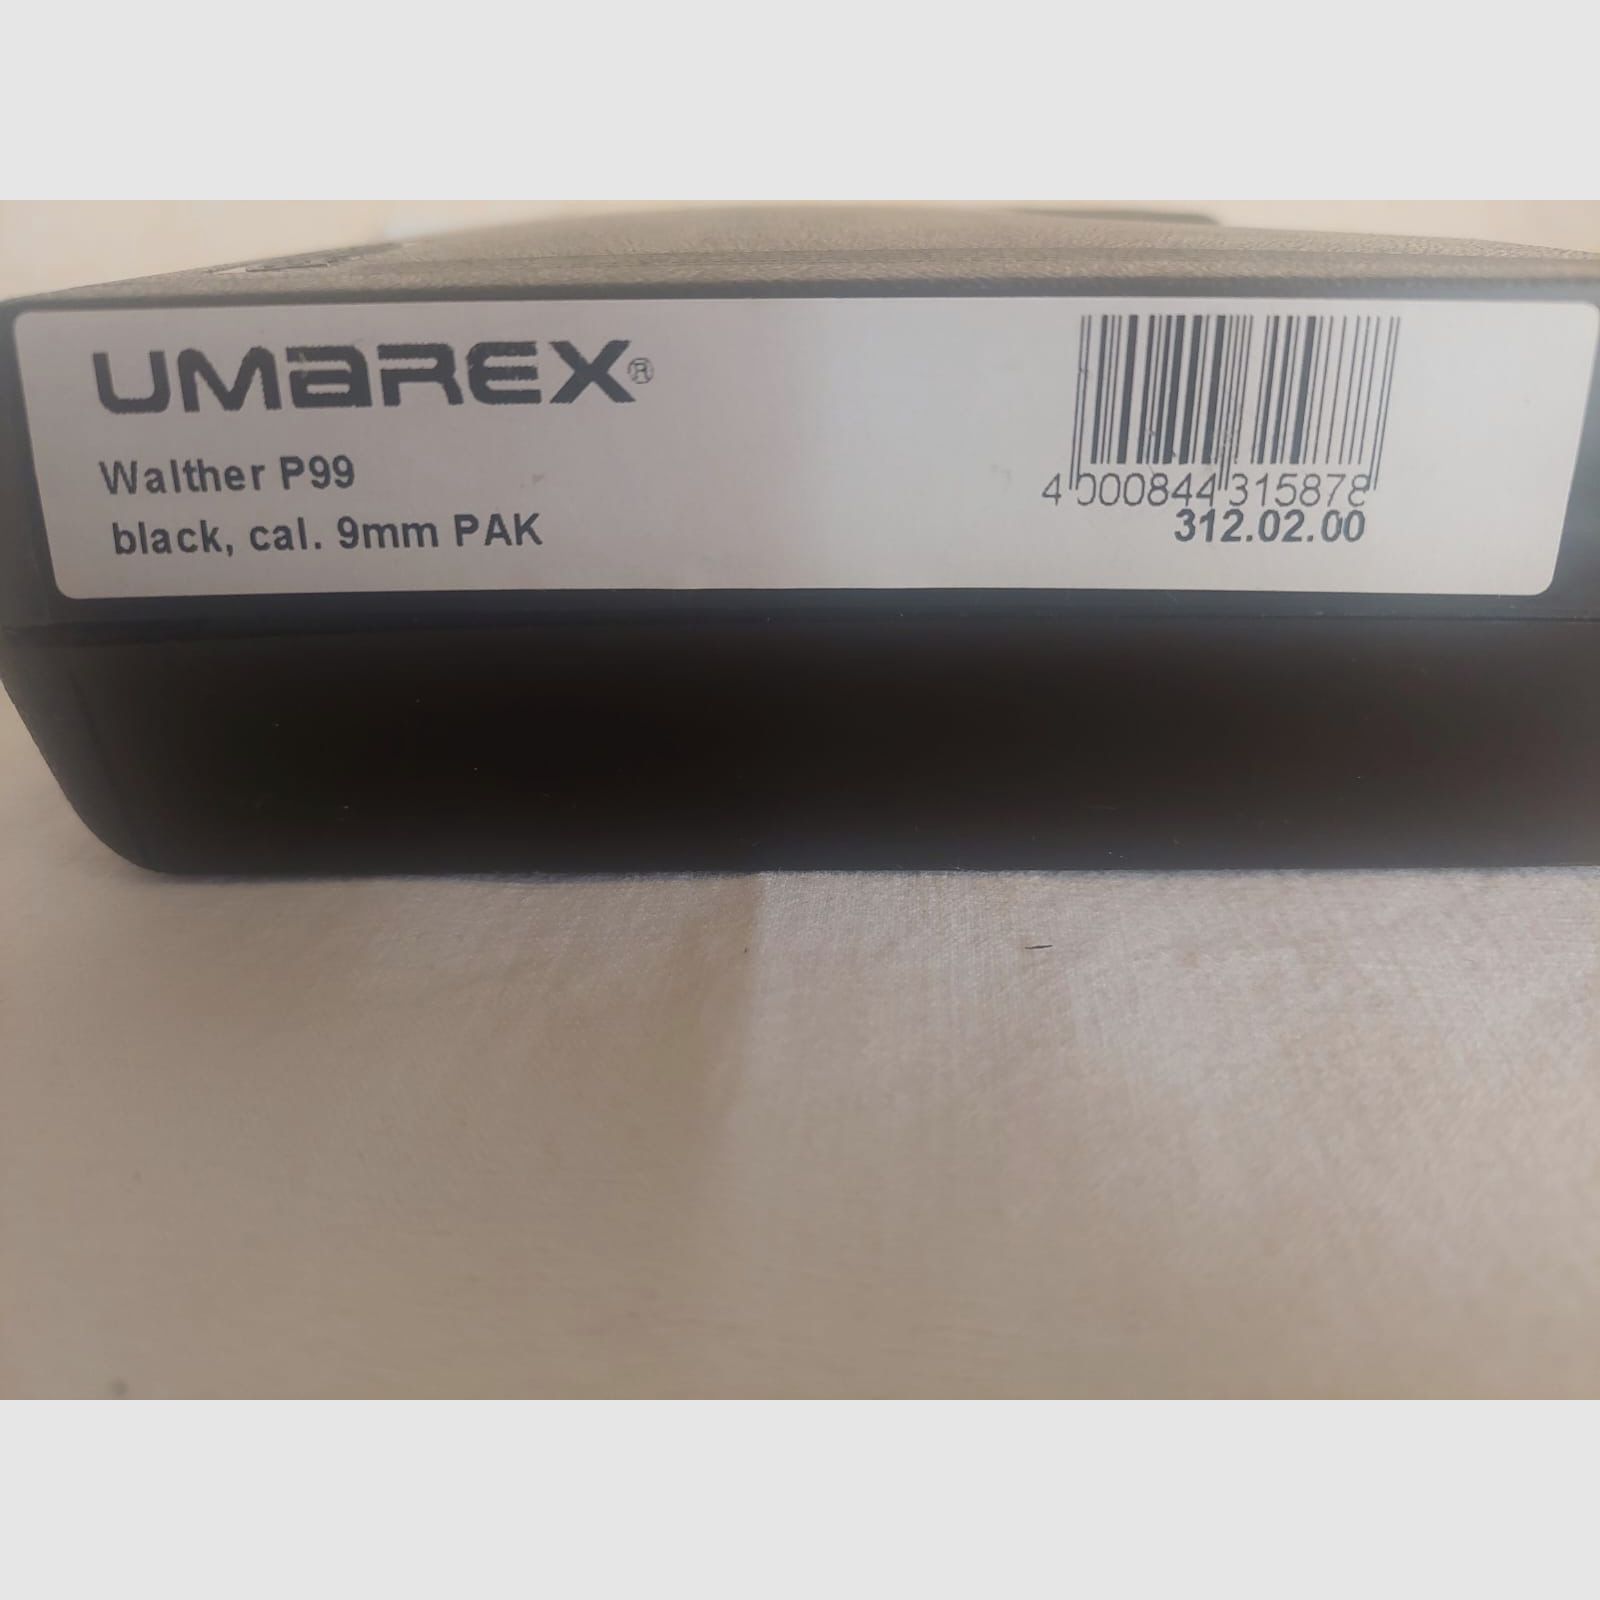 UMAREX®
Walther P99
black, cal. 9mm PAK
4 000844 315878
312.02.00